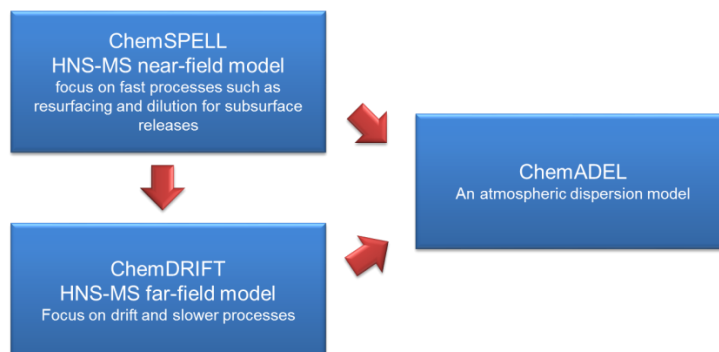 ChemSPELL
HNS-MS near-field model
focus on fast processes such as
resurfacing and dilution for subsurface
releases
ChemADEL
An atmospheric dispersion model
ChemDRIFT
HNS-MS far-field model
Focus on drift and slower processes